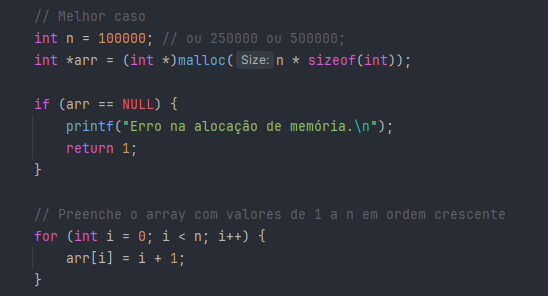 // Melhor caso
int n = 100000; // ou 250000 ou 500000;
int *arr = (int *)malloc( Size: n * sizeof(int));
if (arr == NULL) {
printf("Erro na alocação de memória.\n");
return 1;
}
// Preenche o array com valores de 1 a n em ordem crescente
for (int i = 0; i < n; i++) {
arr[i] = i + 1;
}